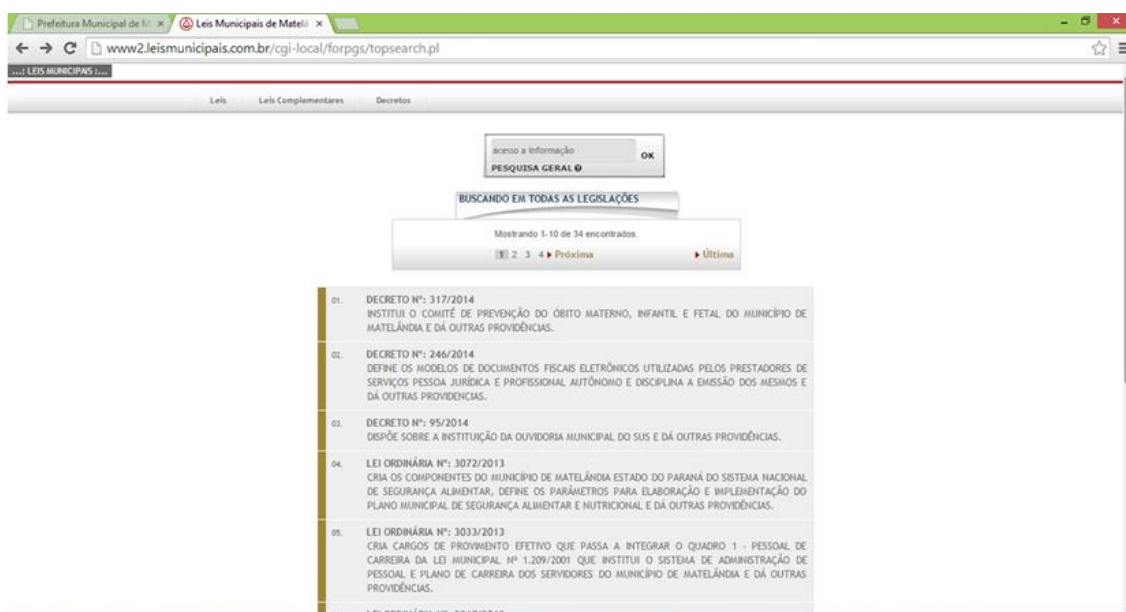 Prefeitura Municipal de M
Leis Municipais de Matelâ
www2.leismunicipais.com.br/cgi-local/forpgs/topsearch.pl
...: LEIS MUNICIPAIS :...
Leis Leis Complementares Decretos
acesso a informação
OK
PESQUISA GERAL
BUSCANDO EM TODAS AS LEGISLAÇÕES
Mostrando 1-10 de 34 encontrados.
1 2 3 4 Próxima Última
01. DECRETO Nº: 317/2014
INSTITUI O COMITÊ DE PREVENÇÃO DO ÓBITO MATERNO, INFANTIL E FETAL DO MUNICÍPIO DE
MATELÂNDIA E DÁ OUTRAS PROVIDÊNCIAS.
02. DECRETO Nº: 246/2014
DEFINE OS MODELOS DE DOCUMENTOS FISCAIS ELETRÔNICOS UTILIZADAS PELOS PRESTADORES DE
SERVIÇOS PESSOA JURÍDICA E PROFISSIONAL AUTÔNOMO E DISCIPLINA A EMISSÃO DOS MESMOS E
DÁ OUTRAS PROVIDENCIAS.
03. DECRETO Nº: 95/2014
DISPÕE SOBRE A INSTITUIÇÃO DA OUVIDORIA MUNICIPAL DO SUS E DÁ OUTRAS PROVIDÊNCIAS.
04. LEI ORDINÁRIA Nº: 3072/2013
CRIA OS COMPONENTES DO MUNICÍPIO DE MATELÂNDIA ESTADO DO PARANÁ DO SISTEMA NACIONAL
DE SEGURANÇA ALIMENTAR, DEFINE OS PARÂMETROS PARA ELABORAÇÃO E IMPLEMENTAÇÃO DO
PLANO MUNICIPAL DE SEGURANÇA ALIMENTAR E NUTRICIONAL E DÁ OUTRAS PROVIDÊNCIAS.
05. LEI ORDINÁRIA Nº: 3033/2013
CRIA CARGOS DE PROVIMENTO EFETIVO QUE PASSA A INTEGRAR O QUADRO 1 - PESSOAL DE
CARREIRA DA LEI MUNICIPAL Nº 1.209/2001 QUE INSTITUI O SISTEMA DE ADMINISTRAÇÃO DE
PESSOAL E PLANO DE CARREIRA DOS SERVIDORES DO MUNICÍPIO DE MATELÂNDIA E DÁ OUTRAS
PROVIDÊNCIAS.